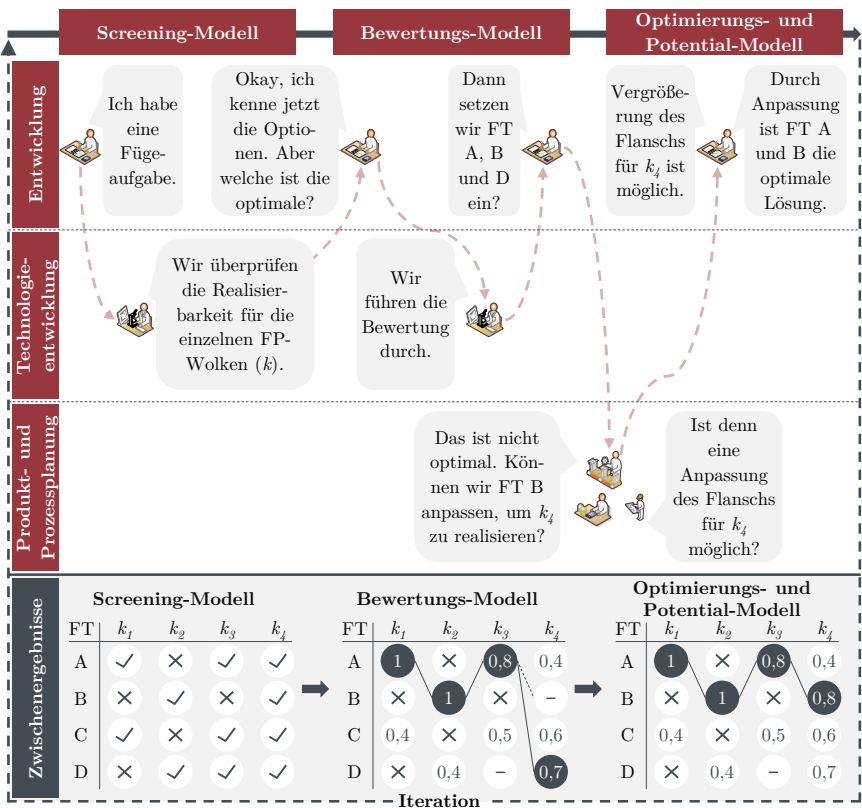 Screening-Modell
Bewertungs-Modell
Optimierungs- und
Potential-Modell
Entwicklung
Ich habe
eine
Füge-
aufgabe.
Okay, ich
kenne jetzt
die Optio-
nen. Aber
welche ist die
optimale?
Dann
setzen
wir FT
A, B
und D
ein?
Vergröße-
rung des
Flanschs
für k4 ist
möglich.
Durch
Anpassung
ist FT A
und B die
optimale
Lösung.
Technologie-
entwicklung
Wir überprüfen
die Realisier-
barkeit für die
einzelnen FP-
Wolken (k).
Wir
führen die
Bewertung
durch.
Produkt- und
Prozessplanung
Das ist nicht
optimal. Kön-
nen wir FT B
anpassen, um k4
zu realisieren?
Ist denn
eine
Anpassung
des Flanschs
für k4
möglich?
Zwischenergebnisse
Screening-Modell
FT k1 k2 k3 k4
A ✓ × ✓ ✓
B × ✓ × ✓
C ✓ × ✓ ✓
D × ✓ ✓ ✓
Bewertungs-Modell
k1 k2 k3 k4
FT
A 1 × 0,8 0,4
B × 1 × –
C 0,4 × 0,5 0,6
D × 0,4 – 0,7
Optimierungs- und
Potential-Modell
k1 k2 k3 k4
FT
A 1 × 0,8 0,4
B × 1 × 0,8
C 0,4 × 0,5 0,6
D × 0,4 – 0,7
Iteration